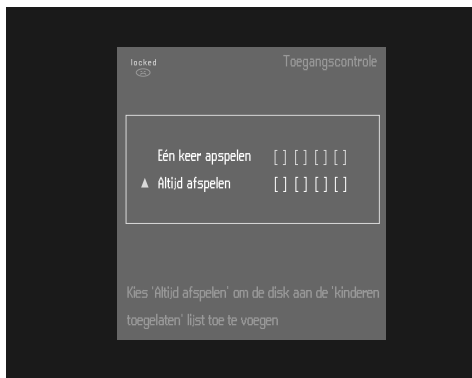 locked
Toegangscontrole
Eén keer apspelen [ ] [ ] [ ] [ ]
▲ Altijd afspelen [ ] [ ] [ ] [ ]
Kies 'Altijd afspelen' om de disk aan de 'kinderen
toegelaten' lijst toe te voegen